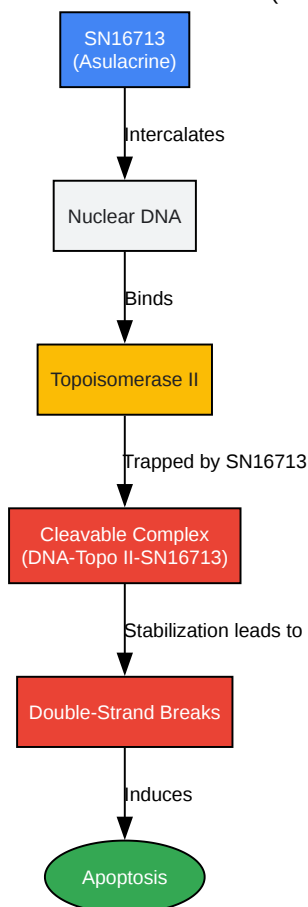 (
SN16713
(Asulacrine)
Intercalates
Nuclear DNA
Binds
Topoisomerase II
Trapped by SN16713
Cleavable Complex
(DNA-Topo II-SN16713)
Stabilization leads to
Double-Strand Breaks
Induces
Apoptosis